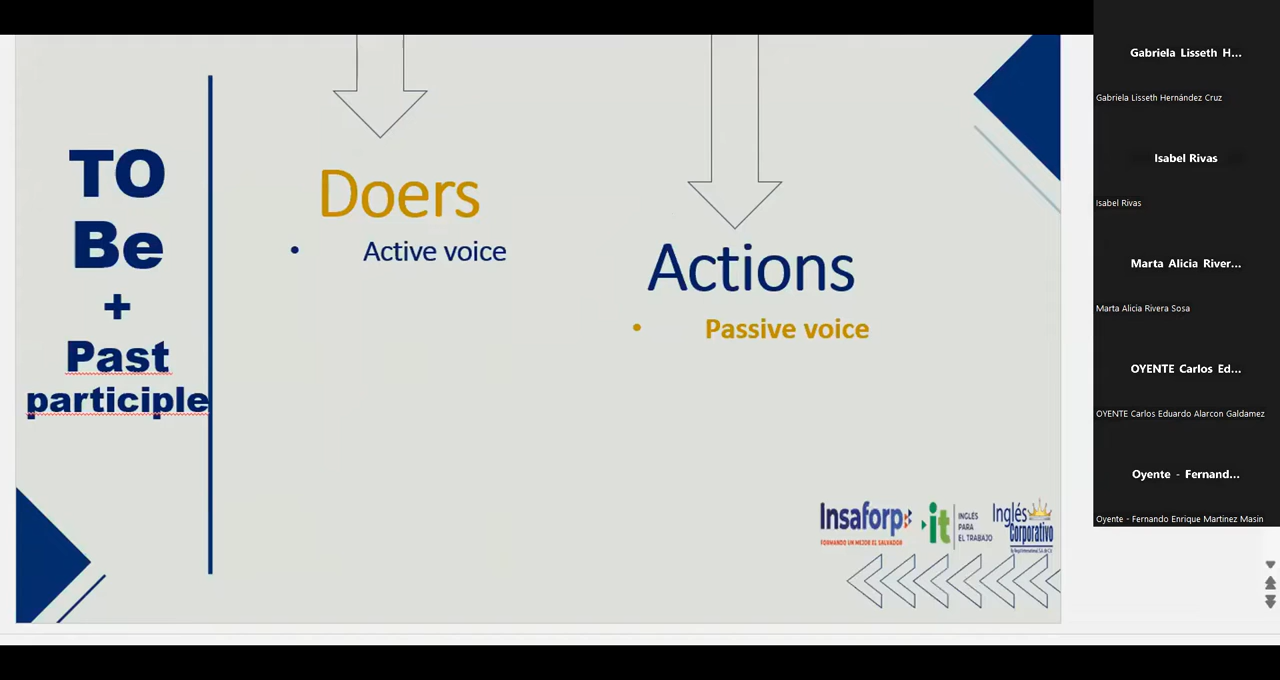 TO
Be
+
Past
participle
Doers
• Active voice
Actions
• Passive voice
Insaforp
FORMANDO UN MEJOR EL SALVADOR
it
INGLÉS
PARA
EL TRABAJO
Inglés
Corporativo
Gabriela Lisseth H...
Gabriela Lisseth Hernández Cruz
Isabel Rivas
Isabel Rivas
Marta Alicia River...
Marta Alicia Rivera Sosa
OYENTE Carlos Ed...
OYENTE Carlos Eduardo Alarcon Galdamez
Oyente - Fernand...
Oyente - Fernando Enrique Martinez Masin